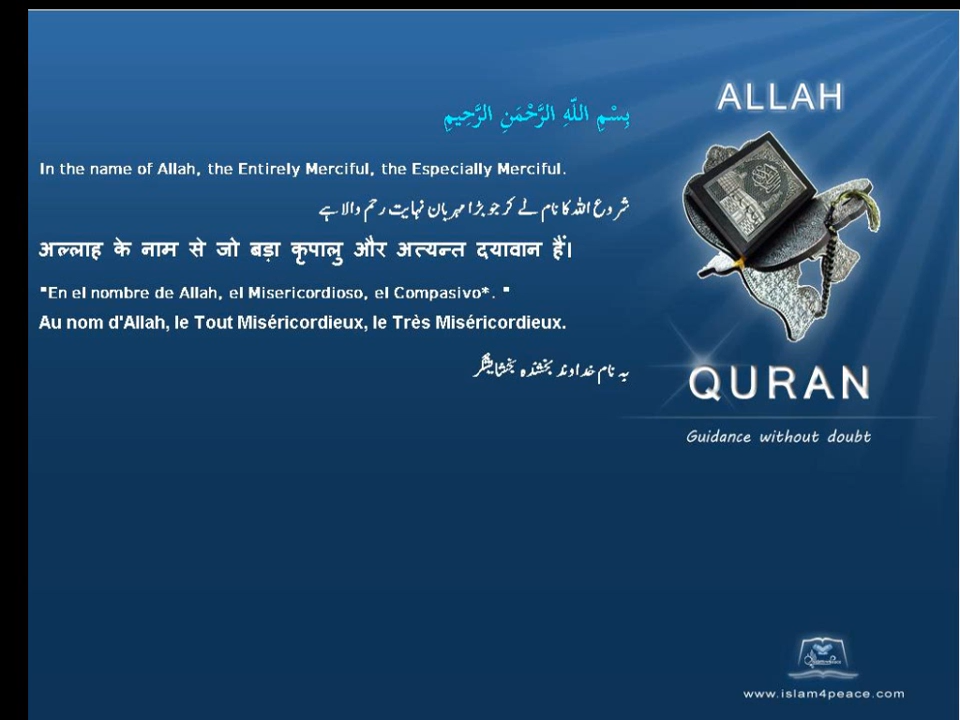 بِسْمِ اللَّهِ الرَّحْمَنِ الرَّحِيمِ
In the name of Allah, the Entirely Merciful, the Especially Merciful.
شروع الله کا نام لے کر جو بڑا مہربان نہایت رحم والا ہے
अल्लाह के नाम से जो बड़ा कृपालु और अत्यन्त दयावान हैं।
"En el nombre de Allah, el Misericordioso, el Compasivo*. "
Au nom d'Allah, le Tout Miséricordieux, le Très Miséricordieux.
به نام خداوند بخشنده بخشایشگر
ALLAH
QURAN
Guidance without doubt
www.islam4peace.com